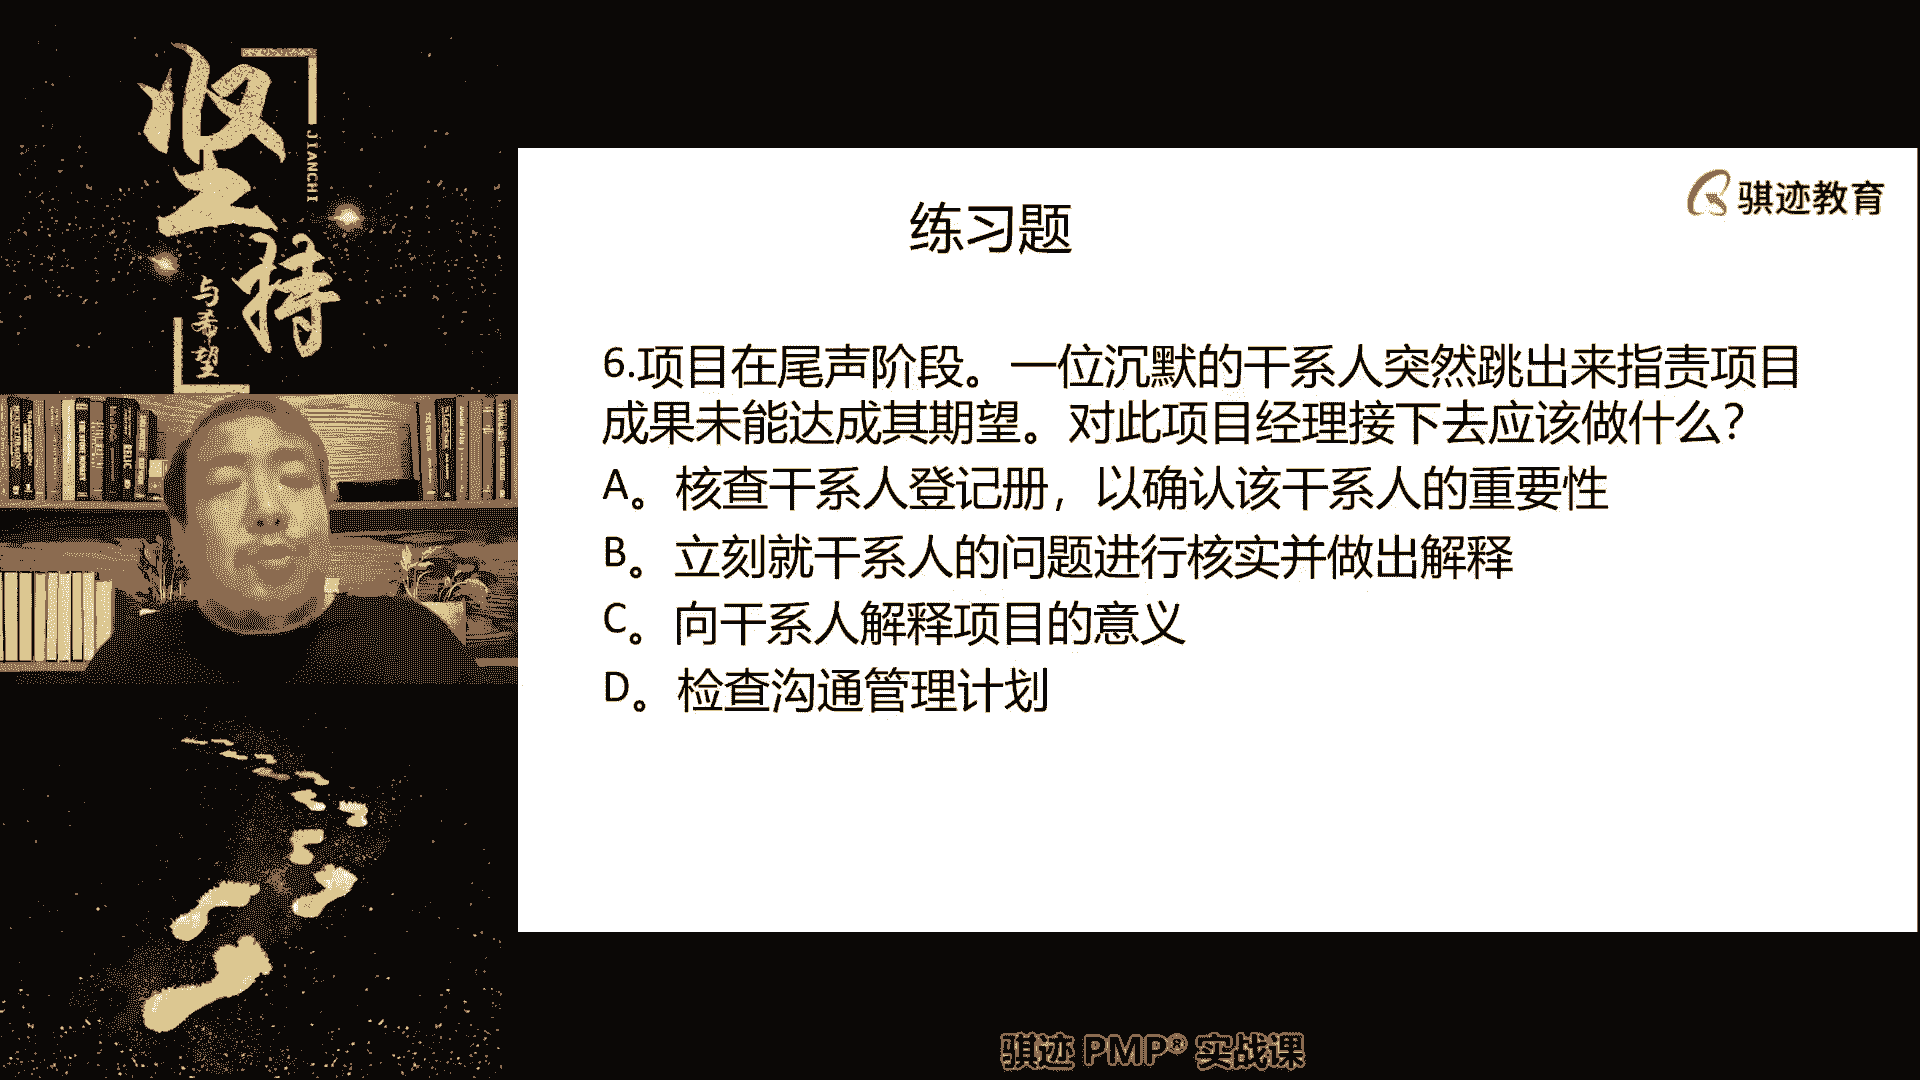 坚持
JIANCHI
与希望
骐迹教育
练习题
6.项目在尾声阶段。一位沉默的干系人突然跳出来指责项目
成果未能达成其期望。对此项目经理接下去应该做什么？
A。核查干系人登记册，以确认该干系人的重要性
B。立刻就干系人的问题进行核实并做出解释
C。向干系人解释项目的意义
D。检查沟通管理计划
骐迹 PMP® 实战课